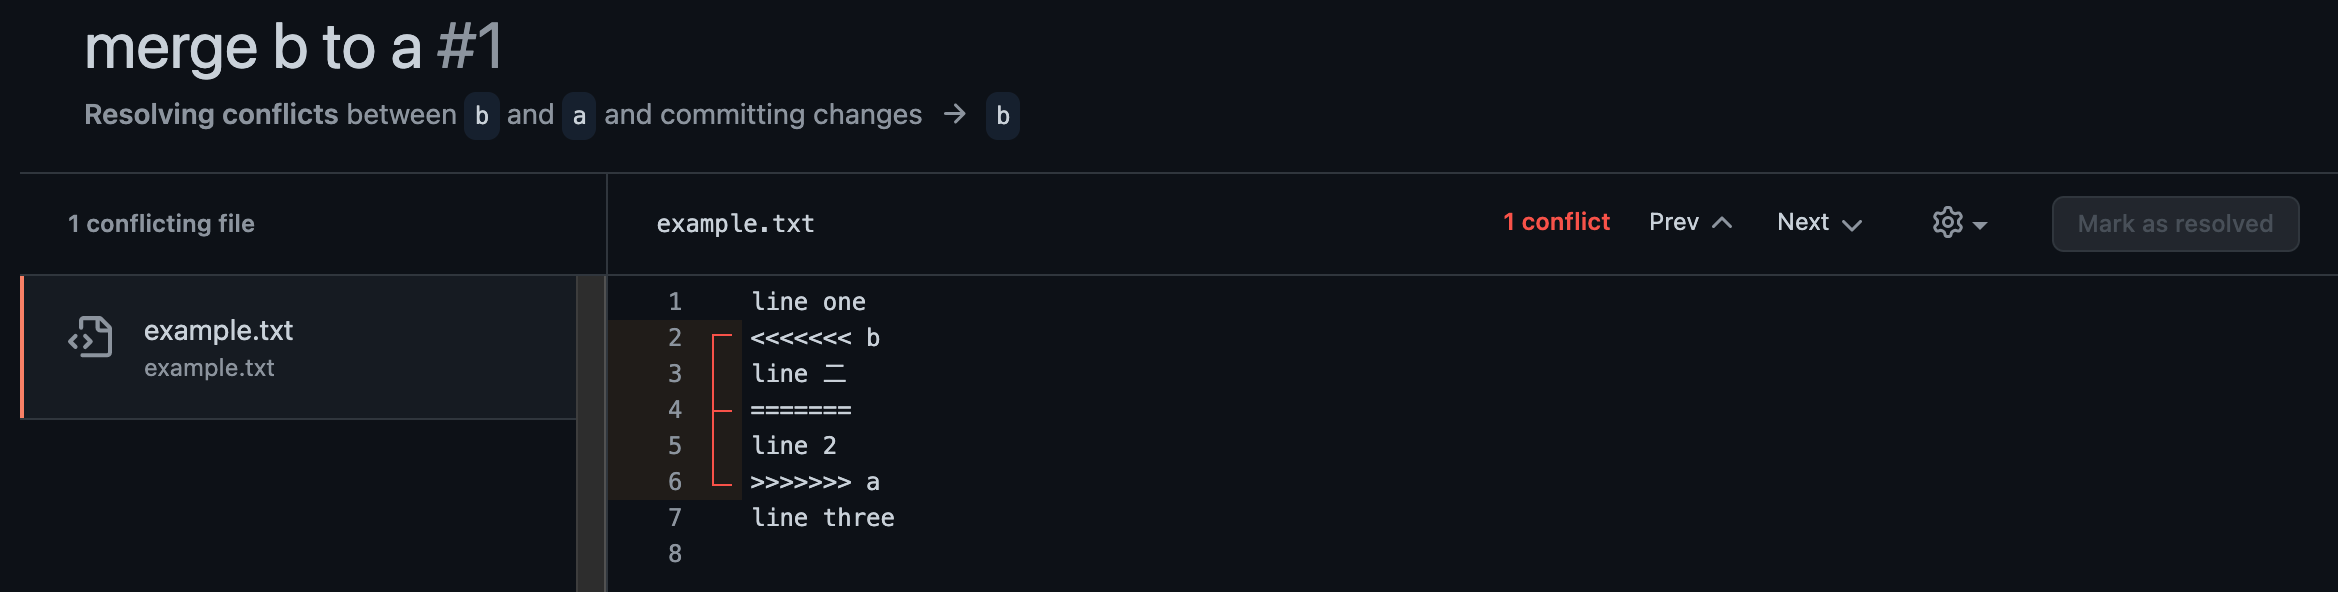 merge b to a #1
Resolving conflicts between b and a and committing changes → b
1 conflicting file
example.txt
example.txt
example.txt
1 conflict
Prev
Next
Mark as resolved
1 line one
2 <<<<<<< b
3 line 二
4 =======
5 line 2
6 >>>>>>> a
7 line three
8